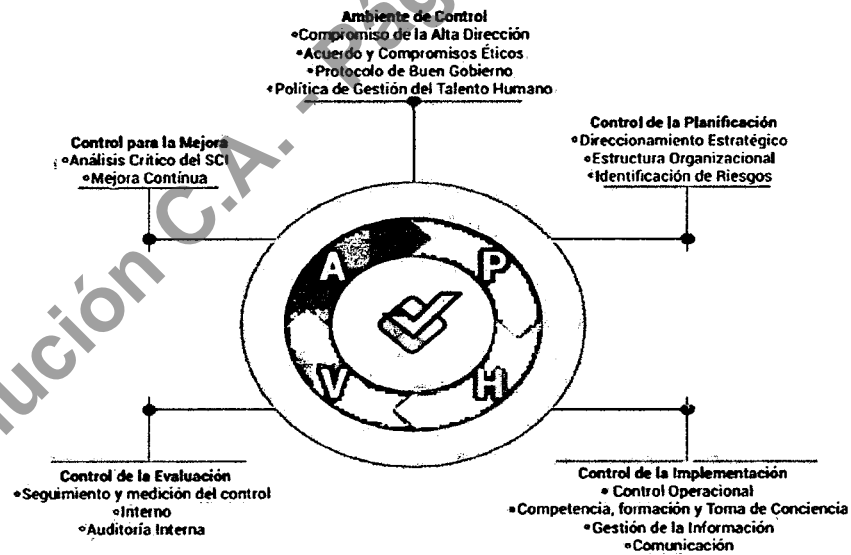 Ambiente de Control
•Compromiso de la Alta Dirección
•Acuerdo y Compromisos Éticos
•Protocolo de Buen Gobierno
•Política de Gestión del Talento Humano
Control para la Mejora
•Análisis Crítico del SCI
•Mejora Contínua
Control de la Planificación
•Direccionamiento Estratégico
•Estructura Organizacional
•Identificación de Riesgos
A
P
V
H
Control de la Evaluación
•Seguimiento y medición del control
•Interno
•Auditoría Interna
Control de la Implementación
• Control Operacional
•Competencia, formación y Toma de Conciencia
•Gestión de la Información
•Comunicación
C.A. -